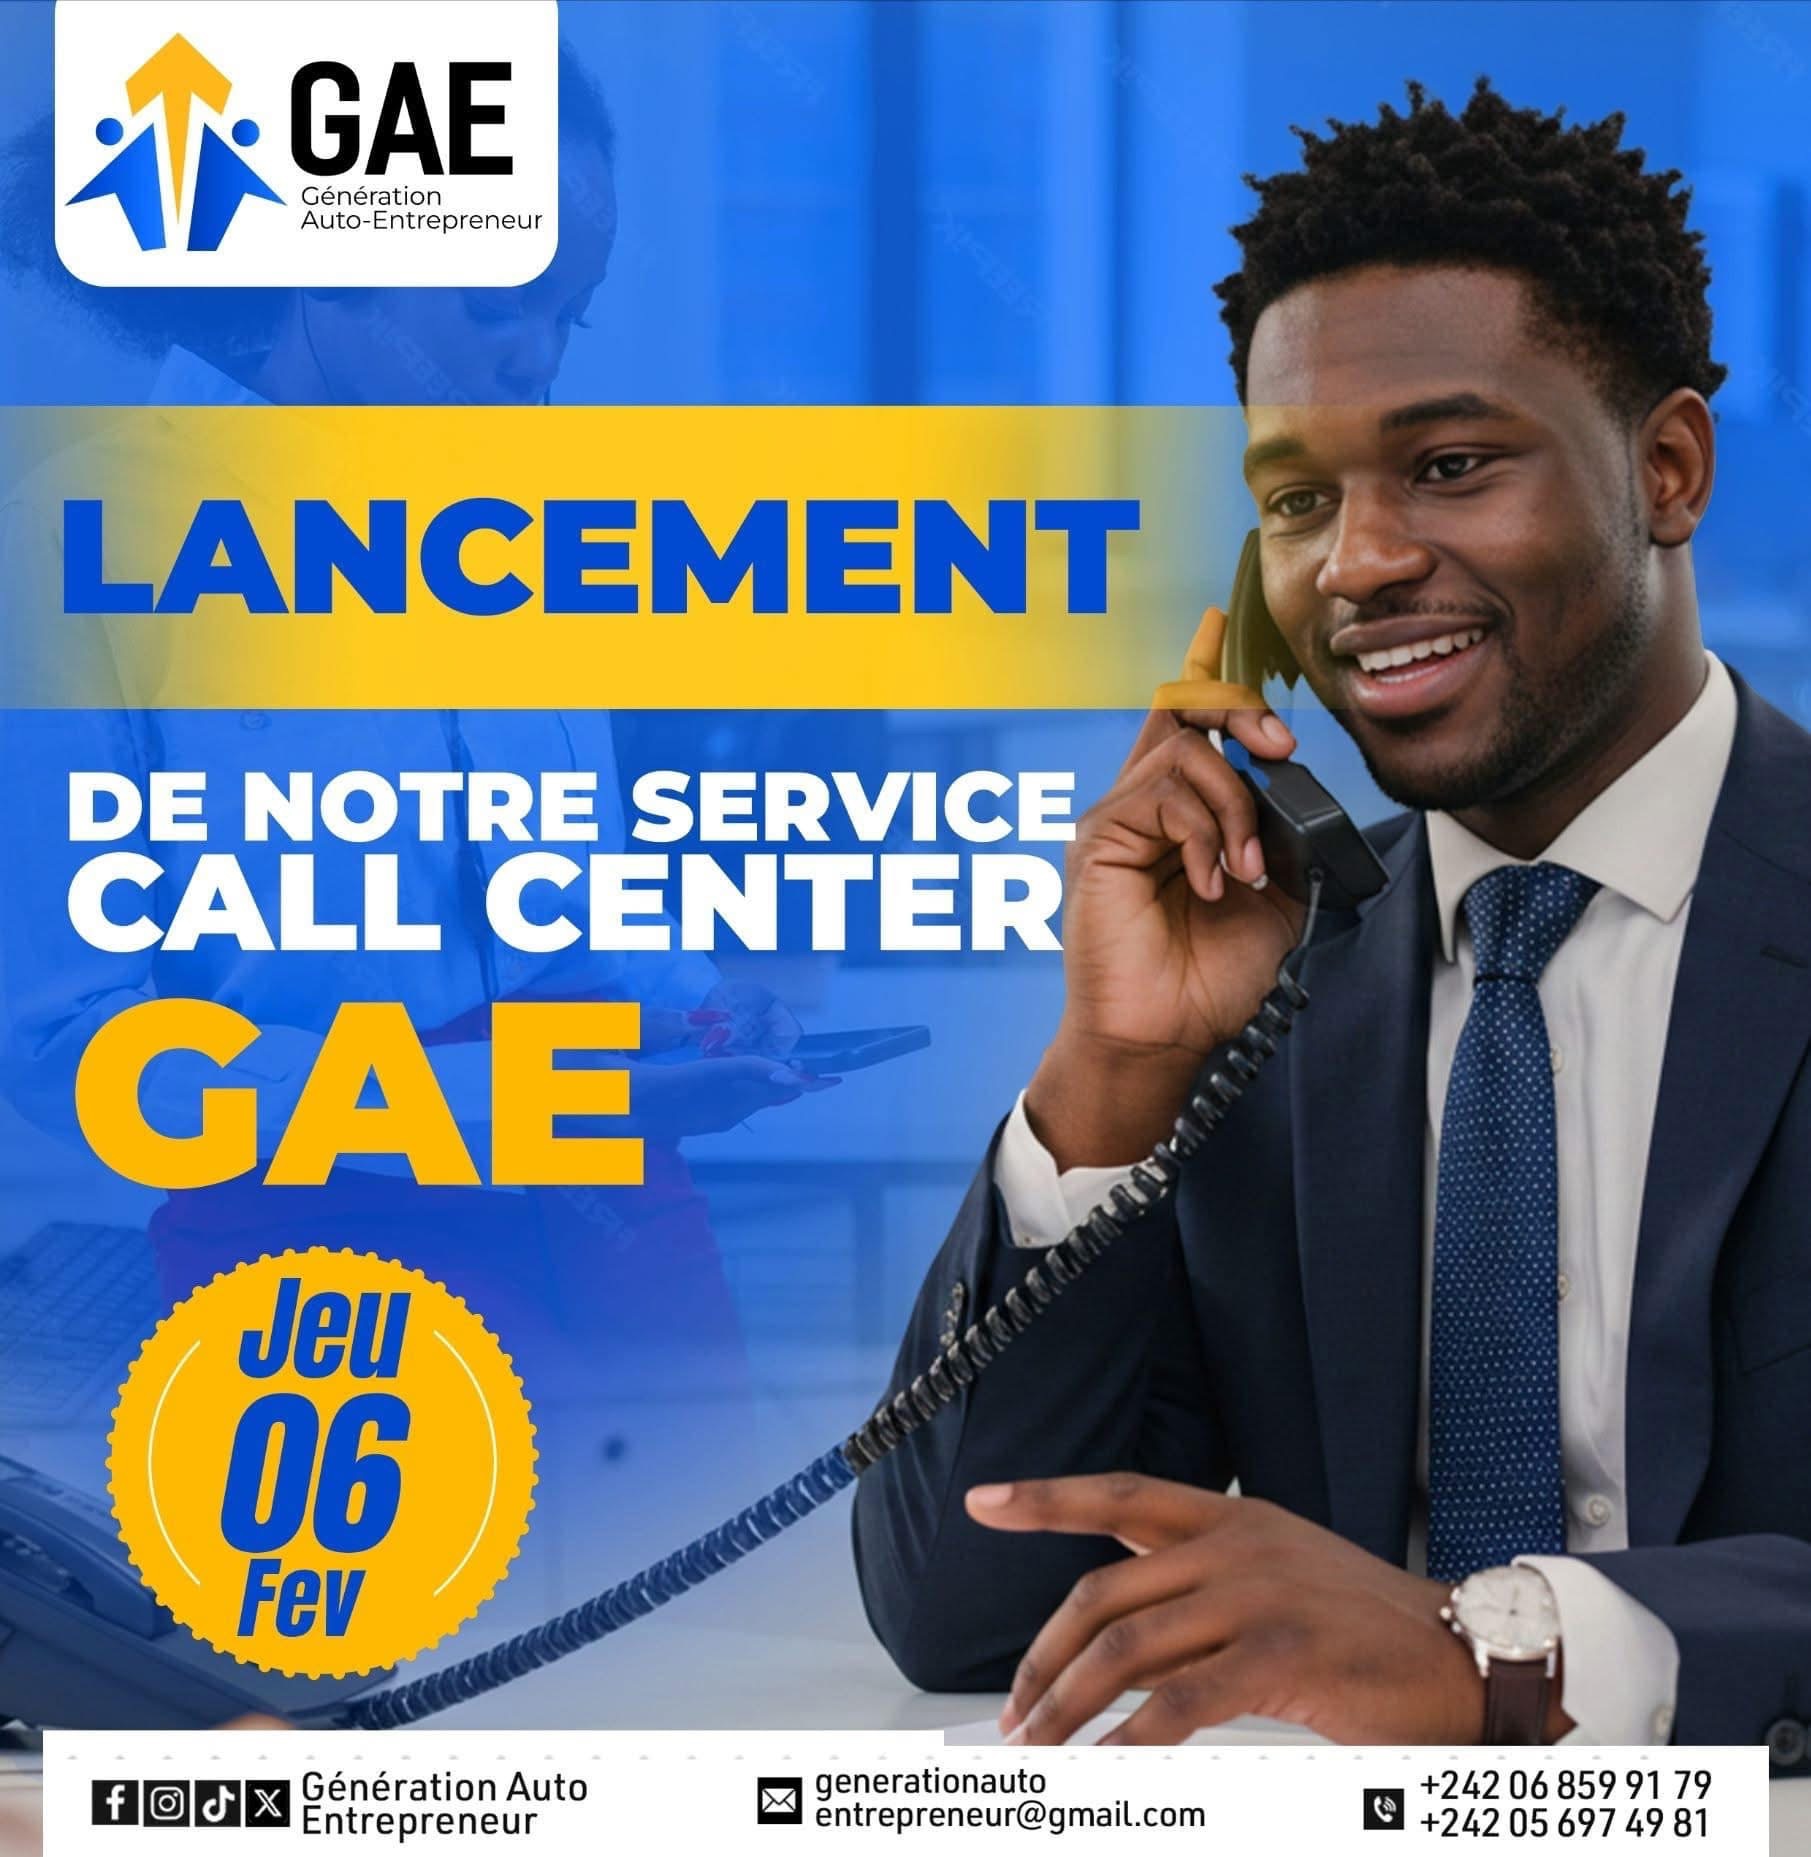 GAE
Génération
Auto-Entrepreneur
LANCEMENT
DE NOTRE SERVICE
CALL CENTER
GAE
Jeu
06
Fev
Génération Auto
Entrepreneur
generationauto
entrepreneur@gmail.com
+242 06 859 91 79
+242 05 697 49 81